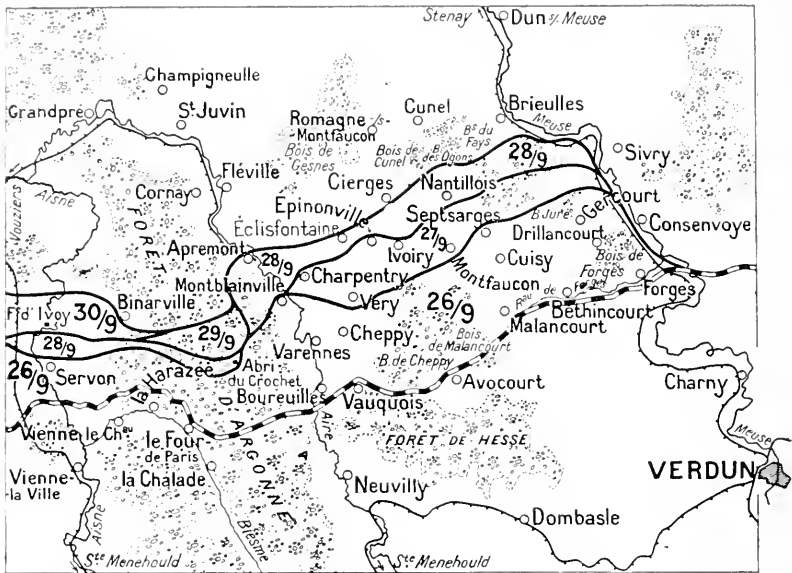 Stenay
Dun s/ Meuse
Champigneulle
Grandpré
St Juvin
Romagne
s/s
-Montfaucon
Cunel
Brieulles
Meuse
Bois de
Gesnes
Bois de
Cunel
B.
des Ogons
Bs du
Fays
28/9
Sivry
Fléville
Cornay
Cierges
Nantillois
Aisne
Vouziers
Epinonville
Septsarges
Gercourt
Éclisfontaine
27/9
B. Juré
Consenvoye
Apremont
28/9
Ivoiry
Drillancourt
Charpentry
Montfaucon
Cuisy
Bois de
Forges
Montblainville
Forges
Binarville
Very
26/9
Rau de Forges
Béthincourt
Fd d'Ivoy
30/9
Malancourt
29/9
Cheppy
Bois
de Malancourt
28/9
Varennes
B. de Cheppy
26/9
Servon
la Harazée
Abri
du Crochet
Avocourt
Charny
Boureuilles
Vauquois
FORÊT D'ARGONNE
Vienne le Chau
le Four-
de Paris
Aire
FORÊT DE HESSE
Meuse
Vienne-
la Ville
la Chalade
Neuvilly
VERDUN
Aisne
Biesme
Dombasle
Ste Menehould
Ste Menehould